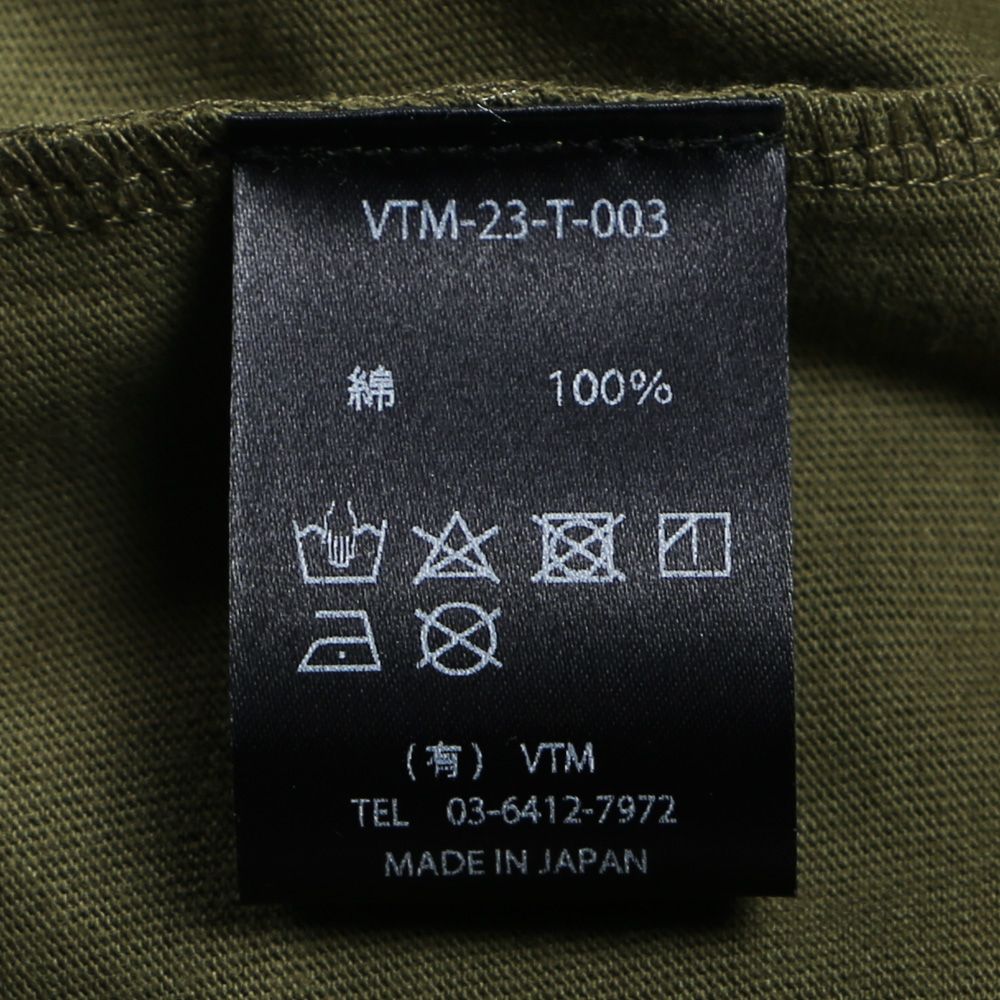 VTM-23-T-003
綿 100%
(有) VTM
TEL 03-6412-7972
MADE IN JAPAN